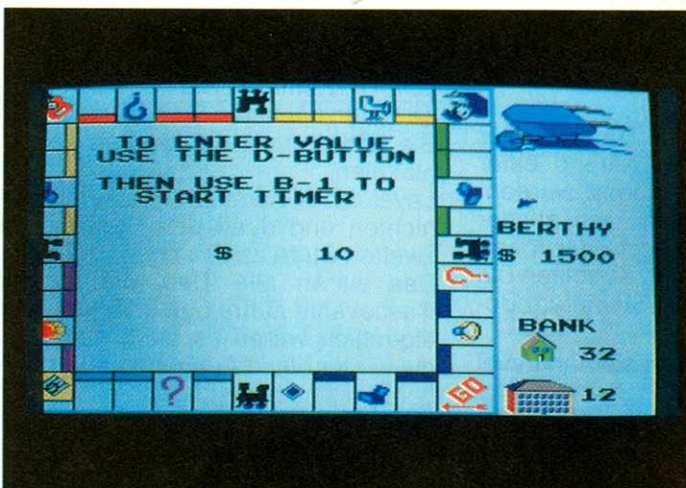 TO ENTER VALUE
USE THE D-BUTTON
THEN USE B-1 TO
START TIMER
$ 10
BERTHY
$ 1500
BANK
32
12
?
?
GO